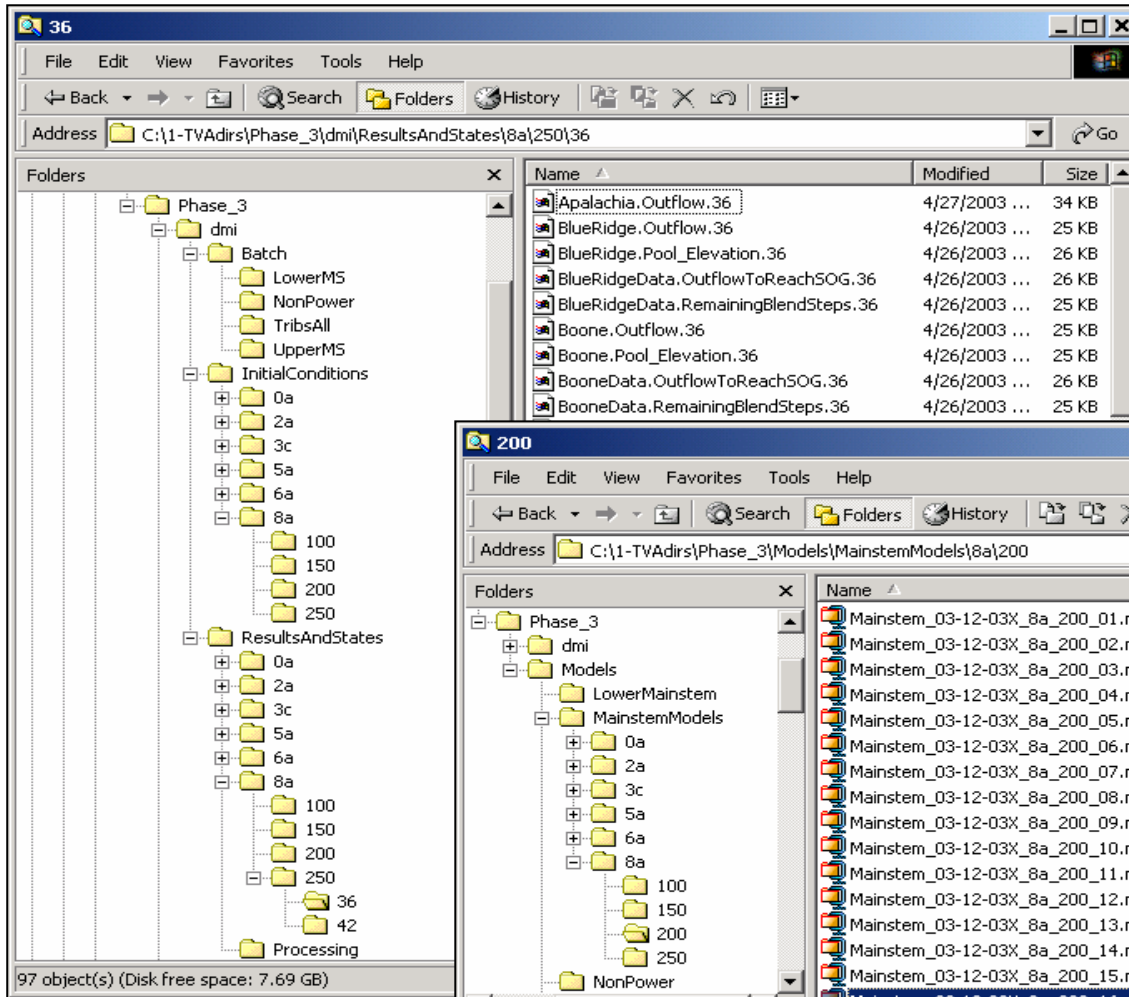 36
File Edit View Favorites Tools Help
Back Search Folders History
Address C:\1-TVAdirs\Phase_3\dmi\ResultsAndStates\8a\250\36 Go
Folders
Phase_3
dmi
Batch
LowerMS
NonPower
TribsAll
UpperMS
InitialConditions
0a
2a
3c
5a
6a
8a
100
150
200
250
ResultsAndStates
0a
2a
3c
5a
6a
8a
100
150
200
250
36
42
Processing
97 object(s) (Disk free space: 7.69 GB)
Name Modified Size
Apalachia.Outflow.36 4/27/2003 ... 34 KB
BlueRidge.Outflow.36 4/26/2003 ... 25 KB
BlueRidge.Pool_Elevation.36 4/26/2003 ... 26 KB
BlueRidgeData.OutflowToReachSOG.36 4/26/2003 ... 26 KB
BlueRidgeData.RemainingBlendSteps.36 4/26/2003 ... 25 KB
Boone.Outflow.36 4/26/2003 ... 25 KB
Boone.Pool_Elevation.36 4/26/2003 ... 26 KB
BooneData.OutflowToReachSOG.36 4/26/2003 ... 26 KB
BooneData.RemainingBlendSteps.36 4/26/2003 ... 25 KB
200
File Edit View Favorites Tools Help
Back Search Folders History
Address C:\1-TVAdirs\Phase_3\Models\MainstemModels\8a\200
Folders
Phase_3
dmi
Models
LowerMainstem
MainstemModels
0a
2a
3c
5a
6a
8a
100
150
200
250
NonPower
Name
Mainstem_03-12-03X_8a_200_01.r
Mainstem_03-12-03X_8a_200_02.r
Mainstem_03-12-03X_8a_200_03.r
Mainstem_03-12-03X_8a_200_04.r
Mainstem_03-12-03X_8a_200_05.r
Mainstem_03-12-03X_8a_200_06.r
Mainstem_03-12-03X_8a_200_07.r
Mainstem_03-12-03X_8a_200_08.r
Mainstem_03-12-03X_8a_200_09.r
Mainstem_03-12-03X_8a_200_10.r
Mainstem_03-12-03X_8a_200_11.r
Mainstem_03-12-03X_8a_200_12.r
Mainstem_03-12-03X_8a_200_13.r
Mainstem_03-12-03X_8a_200_14.r
Mainstem_03-12-03X_8a_200_15.r